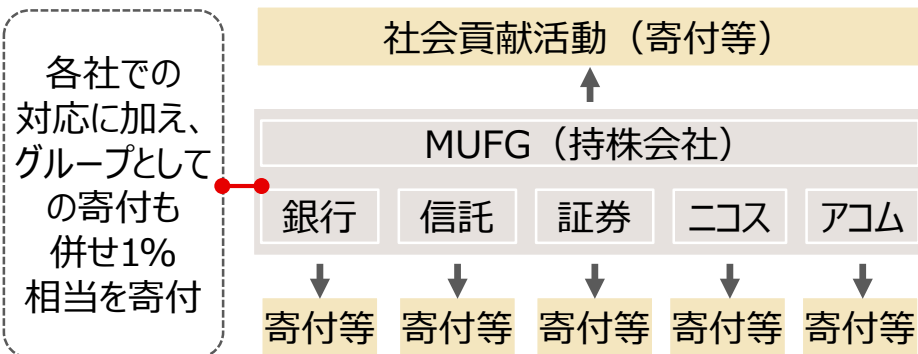 社会貢献活動（寄付等）
各社での
対応に加え、
グループとして
の寄付も
併せ1%
相当を寄付
MUFG（持株会社）
銀行 信託 証券 ニコス アコム
寄付等 寄付等 寄付等 寄付等 寄付等